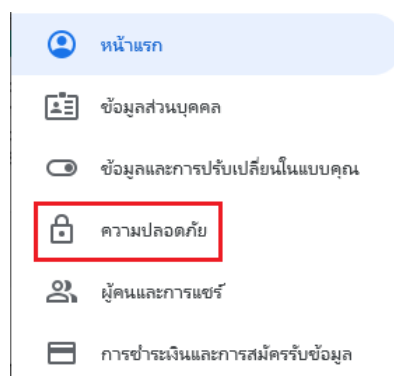 หน้าแรก
ข้อมูลส่วนบุคคล
ข้อมูลและการปรับเปลี่ยนในแบบคุณ
ความปลอดภัย
ผู้คนและการแชร์
การชำระเงินและการสมัครรับข้อมูล